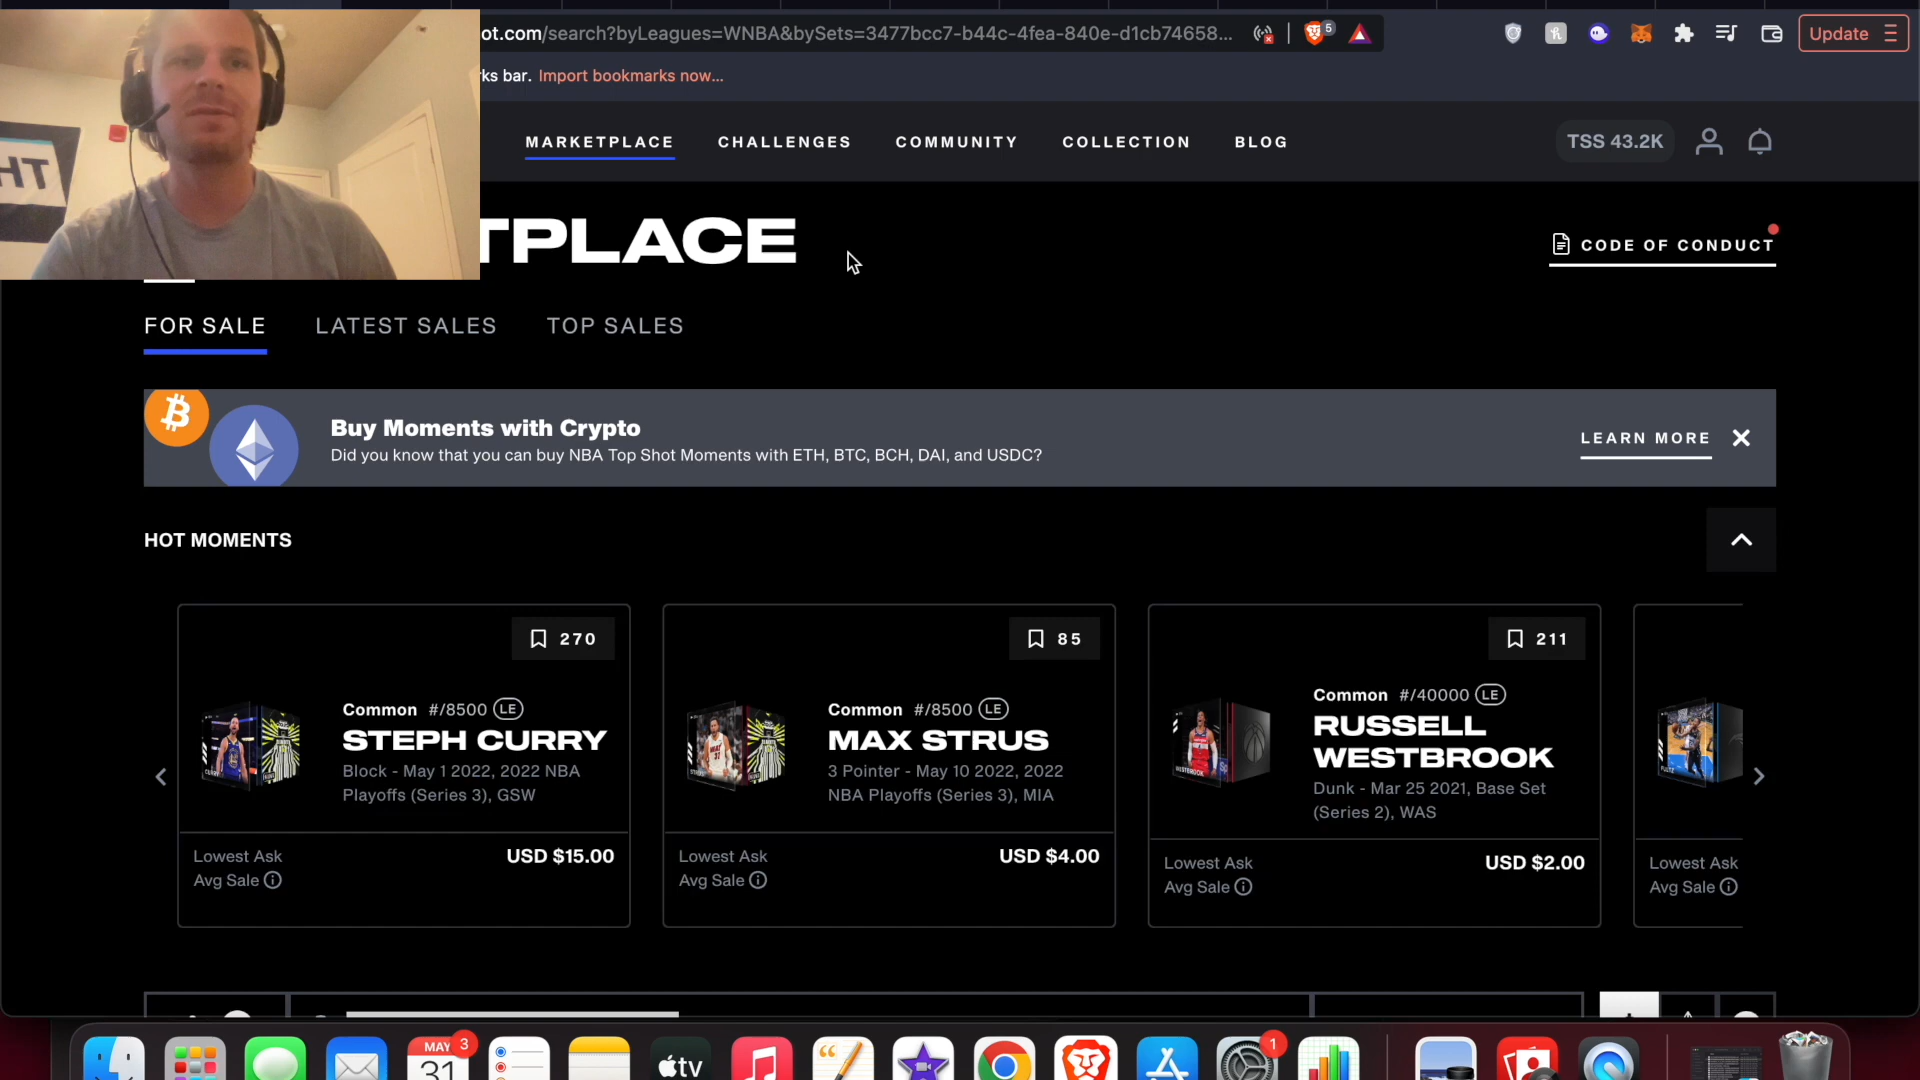 ot.com/search?byLeagues=WNBA&bySets=3477bcc7-b44c-4fea-840e-d1cb74658...
5
Update
ks bar. Import bookmarks now...
HT
MARKETPLACE CHALLENGES COMMUNITY COLLECTION BLOG
TSS 43.2K
TPLACE
CODE OF CONDUCT
FOR SALE LATEST SALES TOP SALES
Buy Moments with Crypto
Did you know that you can buy NBA Top Shot Moments with ETH, BTC, BCH, DAI, and USDC?
LEARN MORE
HOT MOMENTS
270
Common #/8500 LE
STEPH CURRY
Block - May 1 2022, 2022 NBA
Playoffs (Series 3), GSW
Lowest Ask USD $15.00
Avg Sale
85
Common #/8500 LE
MAX STRUS
3 Pointer - May 10 2022, 2022
NBA Playoffs (Series 3), MIA
Lowest Ask USD $4.00
Avg Sale
211
Common #/40000 LE
RUSSELL
WESTBROOK
Dunk - Mar 25 2021, Base Set
(Series 2), WAS
Lowest Ask USD $2.00
Avg Sale
Lowest Ask
Avg Sale
MAY 3
31
tv
1